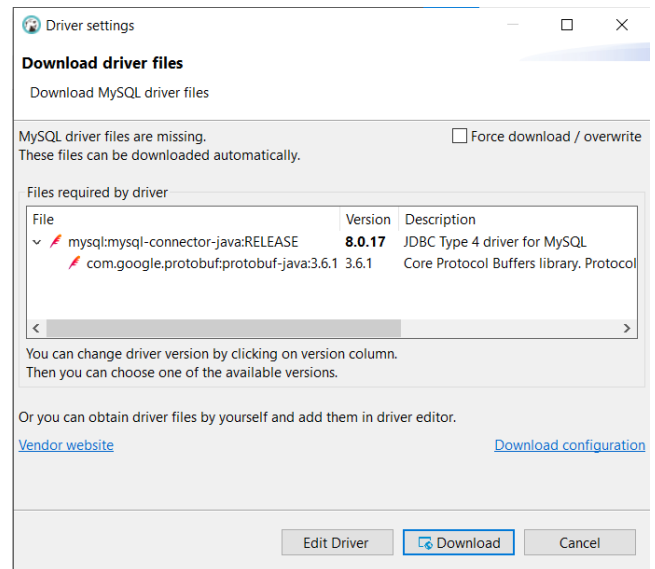 Driver settings
Download driver files
Download MySQL driver files
MySQL driver files are missing.
Force download / overwrite
These files can be downloaded automatically.
Files required by driver
File Version Description
mysql:mysql-connector-java:RELEASE 8.0.17 JDBC Type 4 driver for MySQL
com.google.protobuf:protobuf-java:3.6.1 3.6.1 Core Protocol Buffers library. Protocol
You can change driver version by clicking on version column.
Then you can choose one of the available versions.
Or you can obtain driver files by yourself and add them in driver editor.
Vendor website
Download configuration
Edit Driver
Download
Cancel